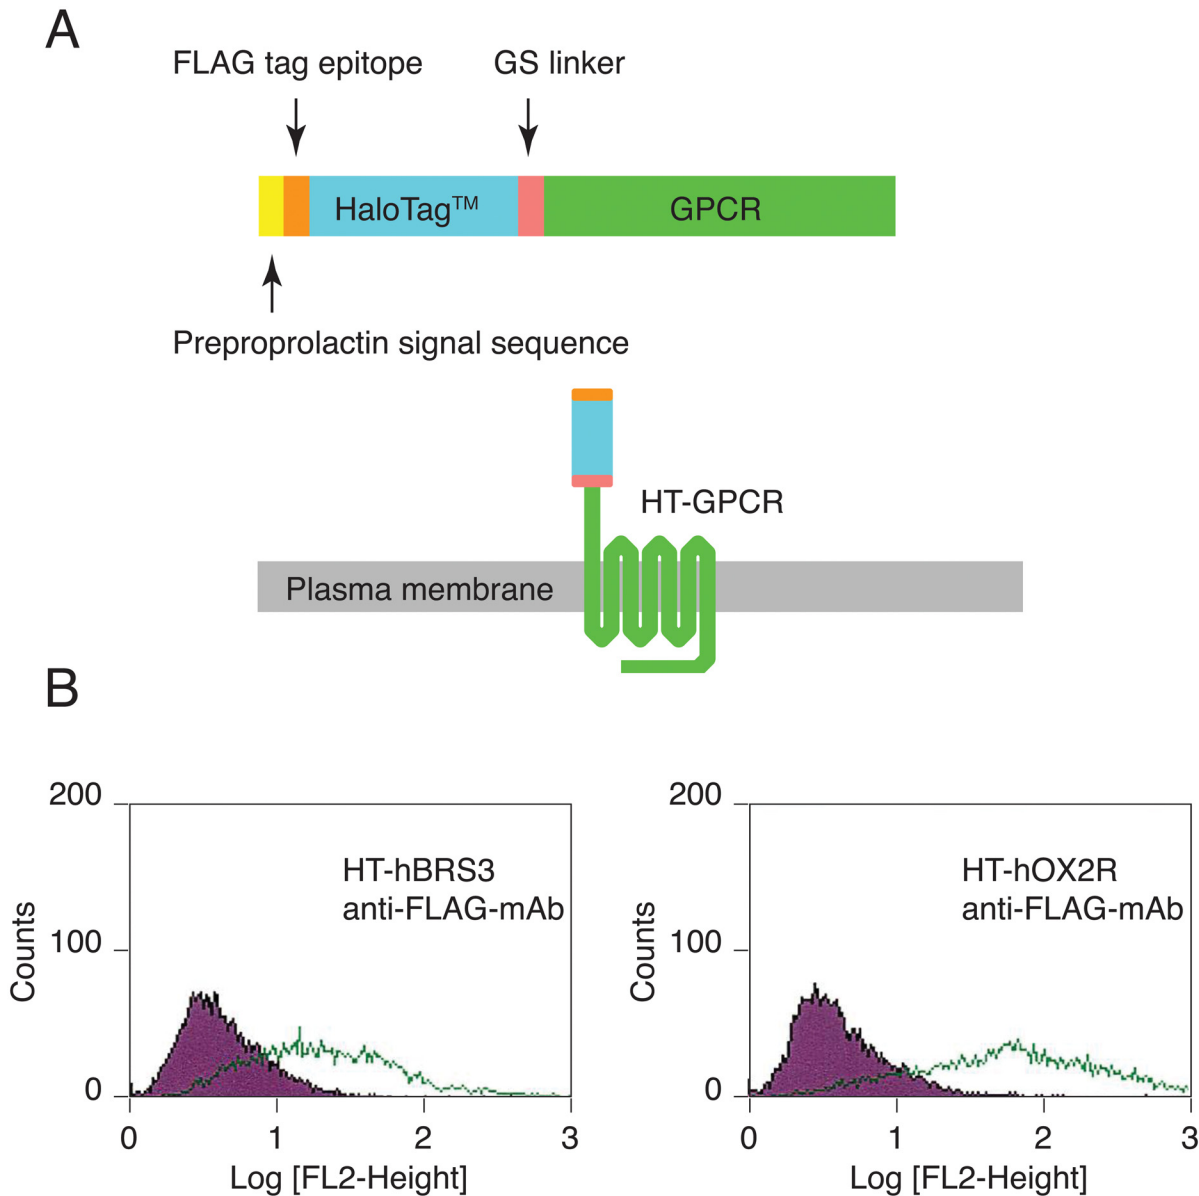 A
FLAG tag epitope
GS linker
HaloTag™
GPCR
Preproprolactin signal sequence
HT-GPCR
Plasma membrane
B
200
100
0
Counts
HT-hBRS3
anti-FLAG-mAb
0 1 2 3
Log [FL2-Height]
200
100
0
Counts
HT-hOX2R
anti-FLAG-mAb
0 1 2 3
Log [FL2-Height]